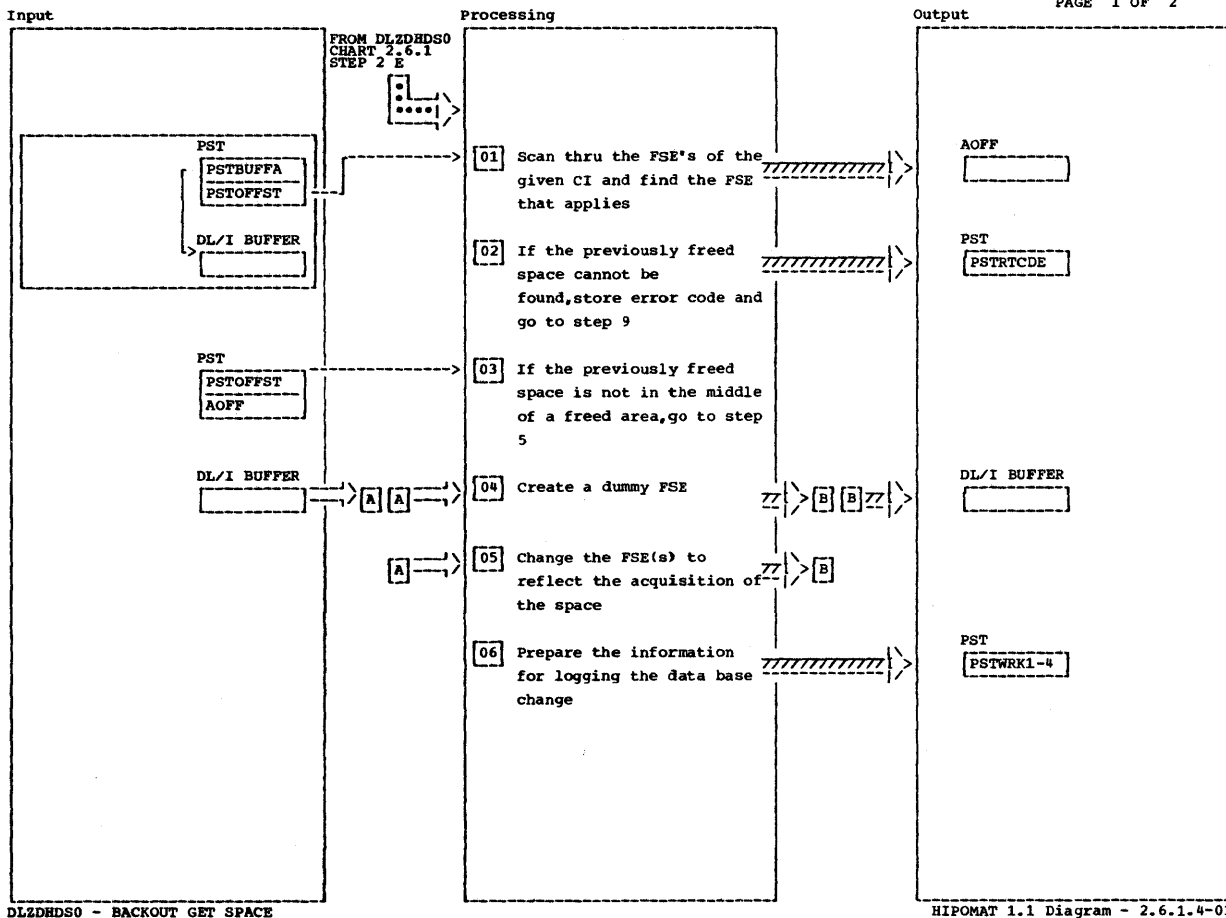 PAGE 1 OF 2
Input
Processing
Output
FROM DLZDHDS0
CHART 2.6.1
STEP 2 E
PST
PSTBUFFA
PSTOFFST
DL/I BUFFER
01 Scan thru the FSE's of the
given CI and find the FSE
that applies
AOFF
02 If the previously freed
space cannot be
found,store error code and
go to step 9
PST
PSTRTCDE
PST
PSTOFFST
AOFF
03 If the previously freed
space is not in the middle
of a freed area,go to step
5
DL/I BUFFER
A A
04 Create a dummy FSE
B B
DL/I BUFFER
A
05 Change the FSE(s) to
reflect the acquisition of
the space
B
06 Prepare the information
for logging the data base
change
PST
PSTWRK1-4
DLZDHDS0 - BACKOUT GET SPACE
HIPOMAT 1.1 Diagram - 2.6.1.4-01